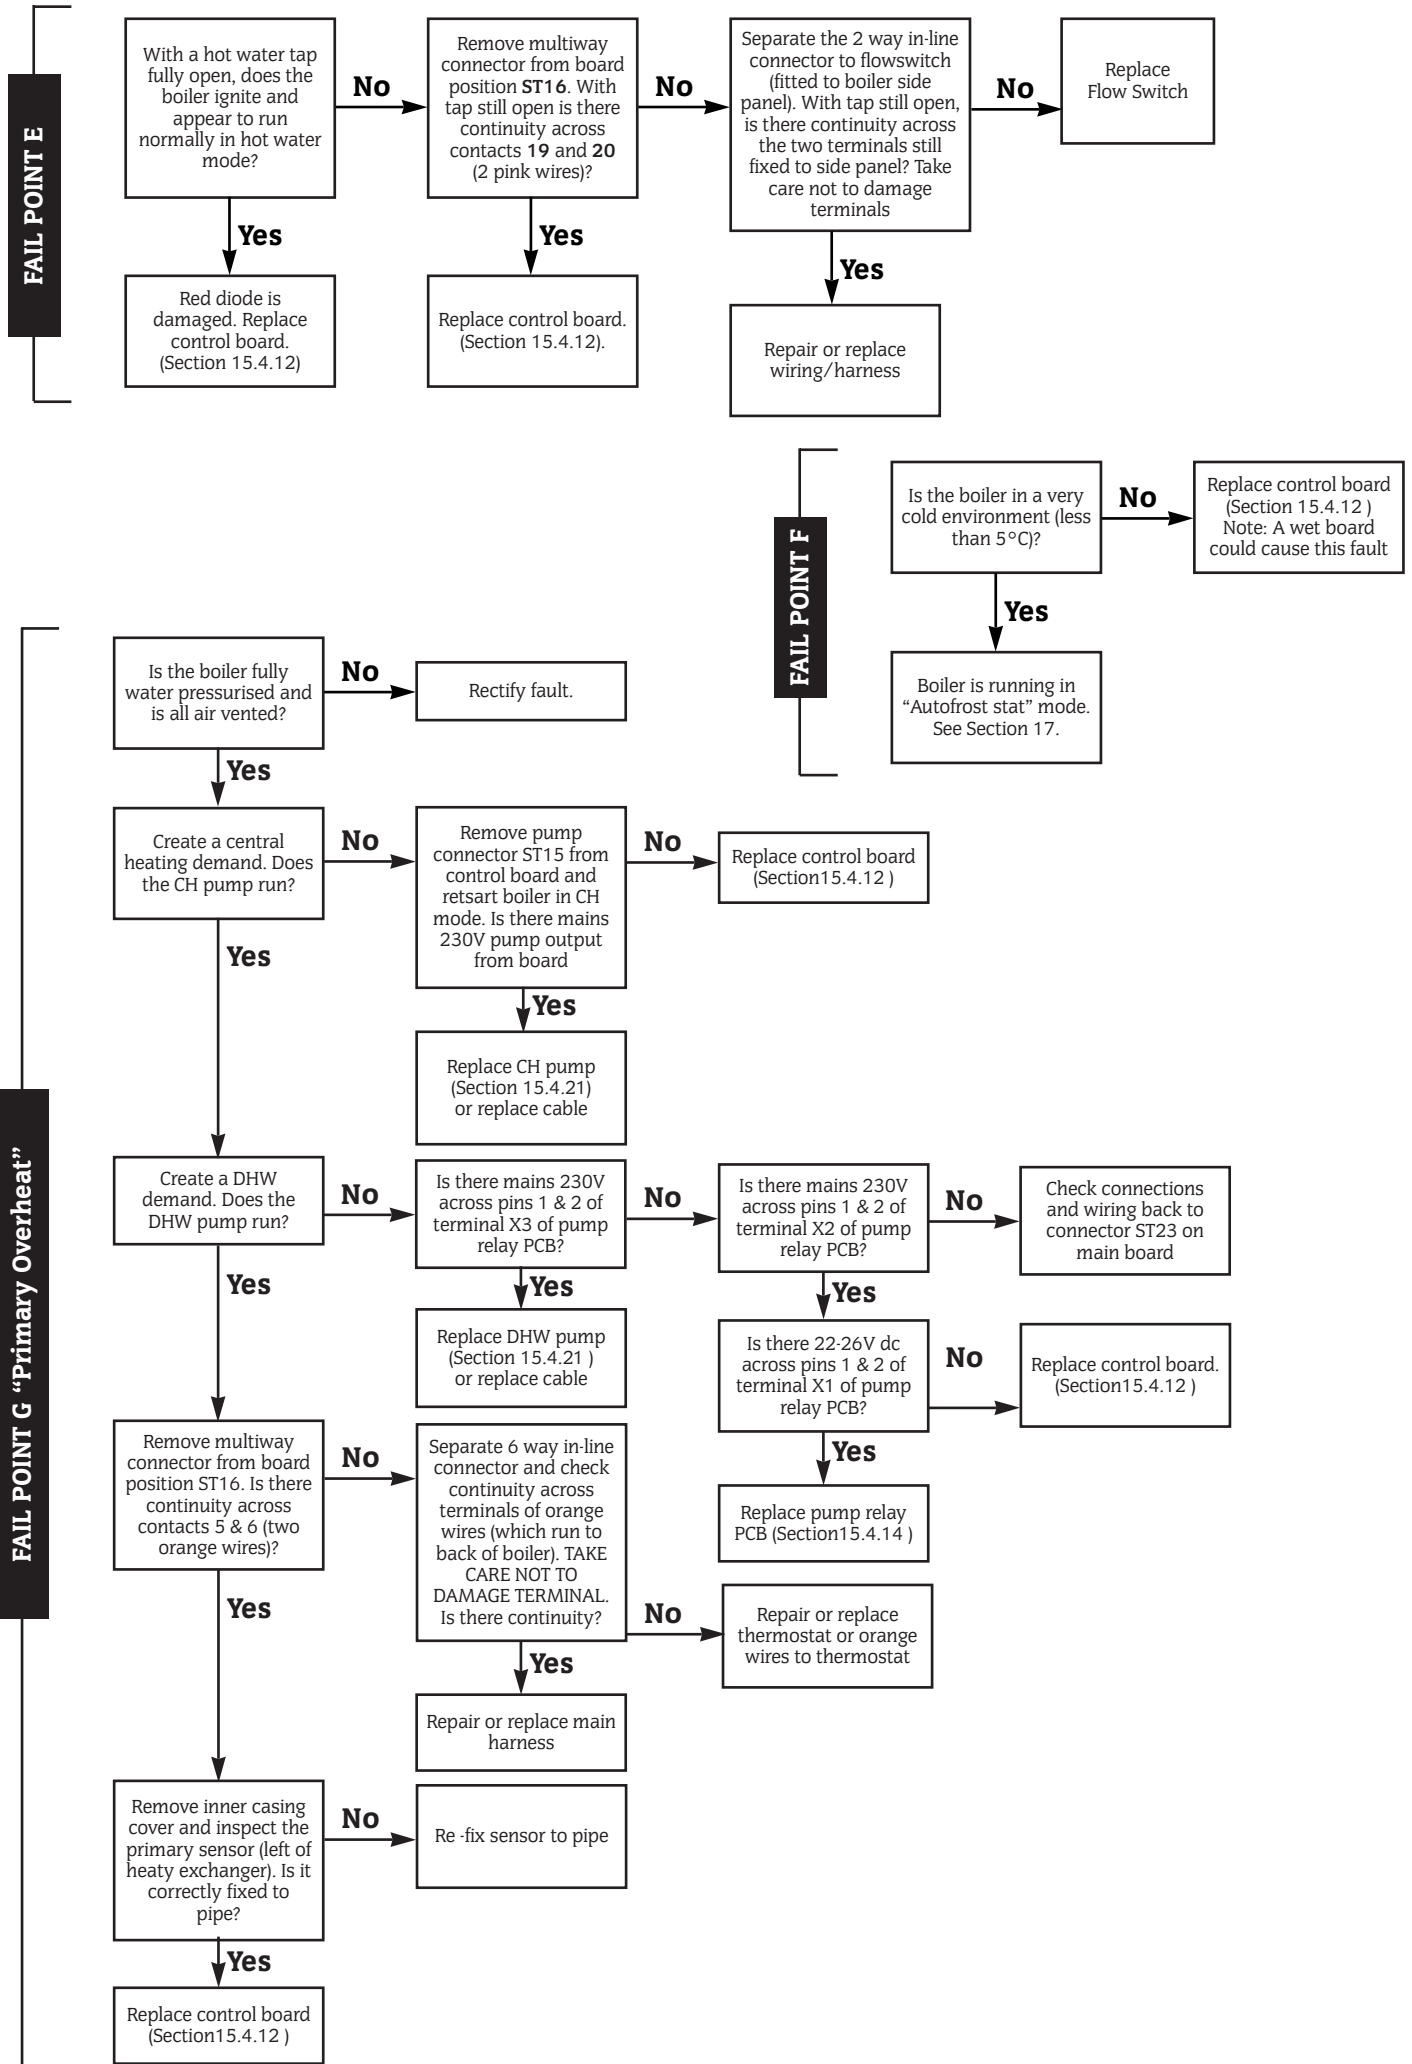 FAIL POINT E
With a hot water tap
fully open, does the
boiler ignite and
appear to run
normally in hot water
mode?
No
Remove multiway
connector from board
position ST16. With
tap still open is there
continuity across
contacts 19 and 20
(2 pink wires)?
No
Separate the 2 way in-line
connector to flowswitch
(fitted to boiler side
panel). With tap still open,
is there continuity across
the two terminals still
fixed to side panel? Take
care not to damage
terminals
No
Replace
Flow Switch
Yes
Yes
Yes
Red diode is
damaged. Replace
control board.
(Section 15.4.12)
Replace control board.
(Section 15.4.12).
Repair or replace
wiring/harness
FAIL POINT F
Is the boiler in a very
cold environment (less
than 5°C)?
No
Replace control board
(Section 15.4.12 )
Note: A wet board
could cause this fault
Yes
Boiler is running in
“Autofrost stat” mode.
See Section 17.
FAIL POINT G “Primary Overheat”
Is the boiler fully
water pressurised and
is all air vented?
No
Rectify fault.
Yes
Create a central
heating demand. Does
the CH pump run?
No
Remove pump
connector ST15 from
control board and
retsart boiler in CH
mode. Is there mains
230V pump output
from board
No
Replace control board
(Section15.4.12 )
Yes
Yes
Replace CH pump
(Section 15.4.21)
or replace cable
Create a DHW
demand. Does the
DHW pump run?
No
Is there mains 230V
across pins 1 & 2 of
terminal X3 of pump
relay PCB?
No
Is there mains 230V
across pins 1 & 2 of
terminal X2 of pump
relay PCB?
No
Check connections
and wiring back to
connector ST23 on
main board
Yes
Yes
Yes
Replace DHW pump
(Section 15.4.21 )
or replace cable
Is there 22-26V dc
across pins 1 & 2 of
terminal X1 of pump
relay PCB?
No
Replace control board.
(Section15.4.12 )
Yes
Replace pump relay
PCB (Section15.4.14 )
Remove multiway
connector from board
position ST16. Is there
continuity across
contacts 5 & 6 (two
orange wires)?
No
Separate 6 way in-line
connector and check
continuity across
terminals of orange
wires (which run to
back of boiler). TAKE
CARE NOT TO
DAMAGE TERMINAL.
Is there continuity?
No
Repair or replace
thermostat or orange
wires to thermostat
Yes
Yes
Repair or replace main
harness
Remove inner casing
cover and inspect the
primary sensor (left of
heaty exchanger). Is it
correctly fixed to
pipe?
No
Re -fix sensor to pipe
Yes
Replace control board
(Section15.4.12 )